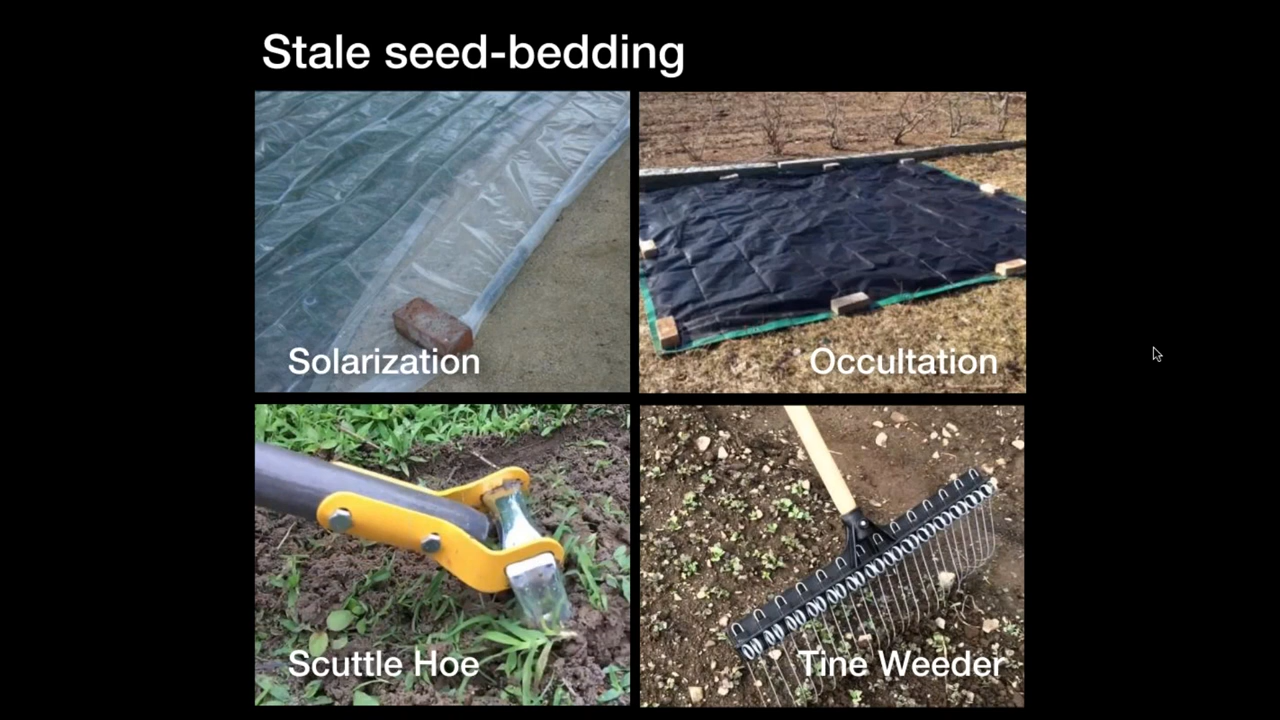 Stale seed-bedding
Solarization
Occultation
Scuttle Hoe
Tine Weeder